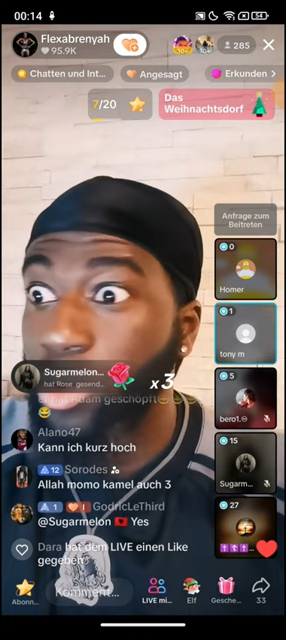 00:14
54
Flexabrenyah
95.9K
285
Chatten und Int...
Angesagt
Erkunden
7/20
Das
Weihnachtsdorf
Anfrage zum
Beitreten
0
Homer
1
tony m
5
bero1.
15
Sugarm...
27
Sugarmelon...
hat Rose gesend...
x3
Adam geschöpft
Alano47
Kann ich kurz hoch
12 Sorodes
Allah momo kamel auch 3
1 1 GodricLeThird
@Sugarmelon Yes
Dara hat dem LIVE einen Like
gegeben
Abonn...
Komment...
LIVE mi...
Elf
Gesche...
33